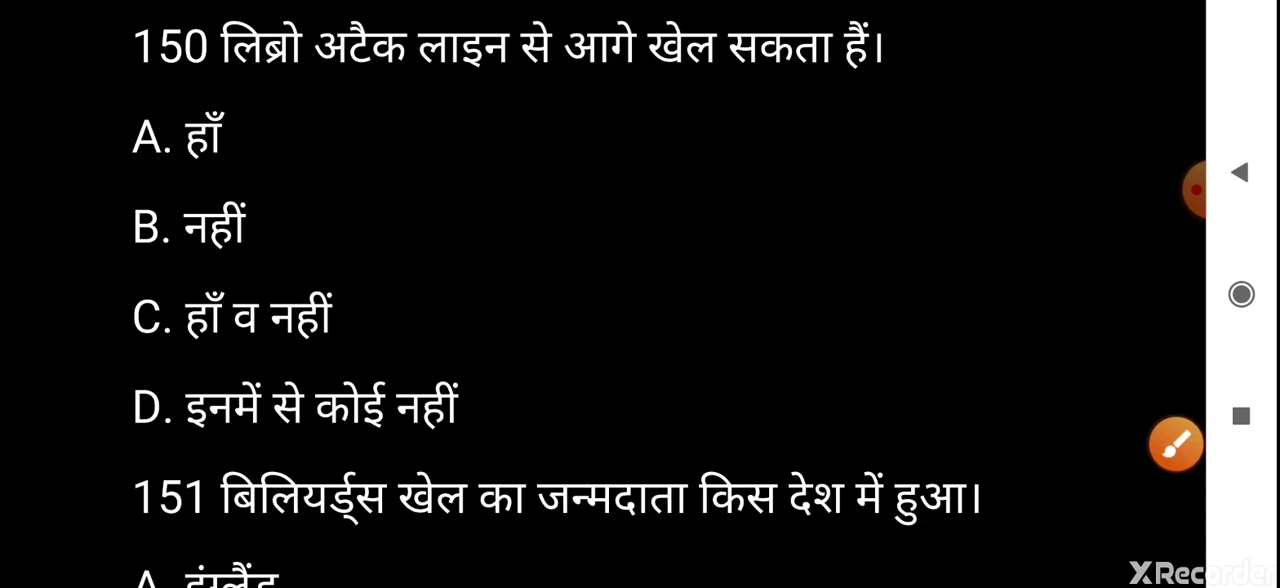 150 लिब्रो अटैक लाइन से आगे खेल सकता हैं।
A. हाँ
B. नहीं
C. हाँ व नहीं
D. इनमें से कोई नहीं
151 बिलियर्ड्स खेल का जन्मदाता किस देश में हुआ।
A. इंग्लैंड
XRecorder